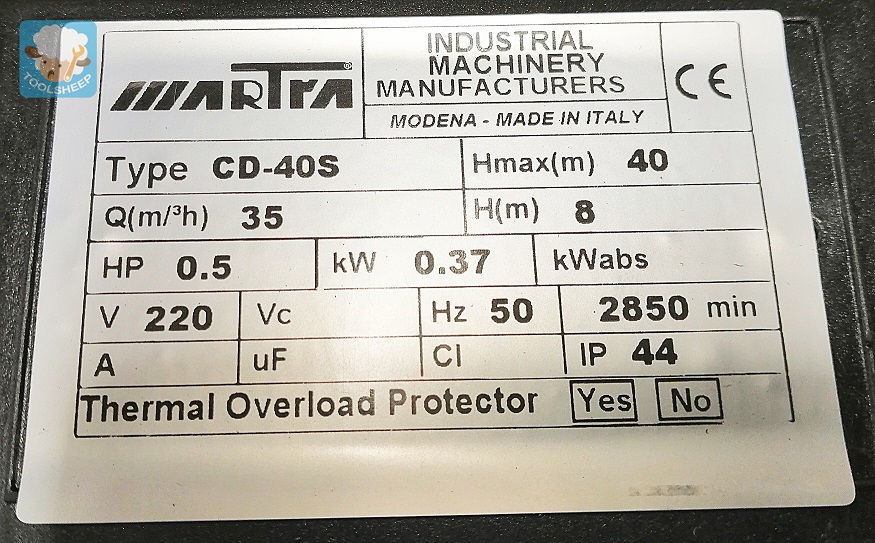 TOOLSHEEP
MARTRA®
INDUSTRIAL
MACHINERY
MANUFACTURERS
MODENA - MADE IN ITALY
CE
Type CD-40S
Hmax(m) 40
Q(m/³h) 35
H(m) 8
HP 0.5
kW 0.37
kWabs
V 220
Vc
Hz 50
2850 min
A
uF
Cl
IP 44
Thermal Overload Protector Yes No